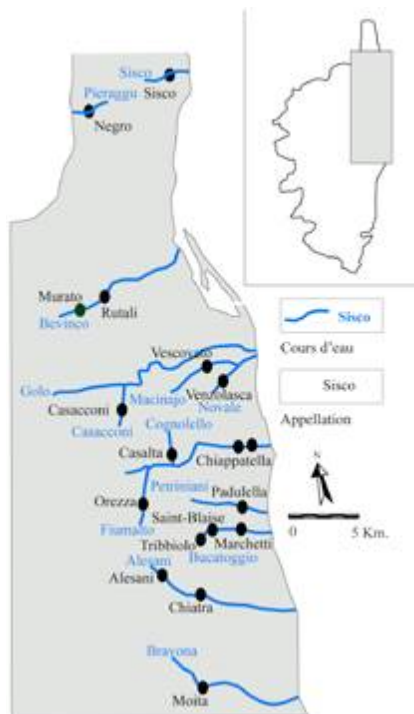 Sisco
Pieraggu Sisco
Negro
Murato
Rutali
Bevinco
Sisco
Cours d'eau
Sisco
Appellation
Vescovato
Golo
Macinajo Venzolasca
Casacconi Novale
Casacconi Cognolello
Casalta Chiappatella
Petriniani
Padulella
Orezza
Saint-Blaise
Fiumalto
Tribbiolo Marchetti
Alesani Bucatoggio
Alesani
Chiatra
Bravona
Moita
N
0 5 Km.